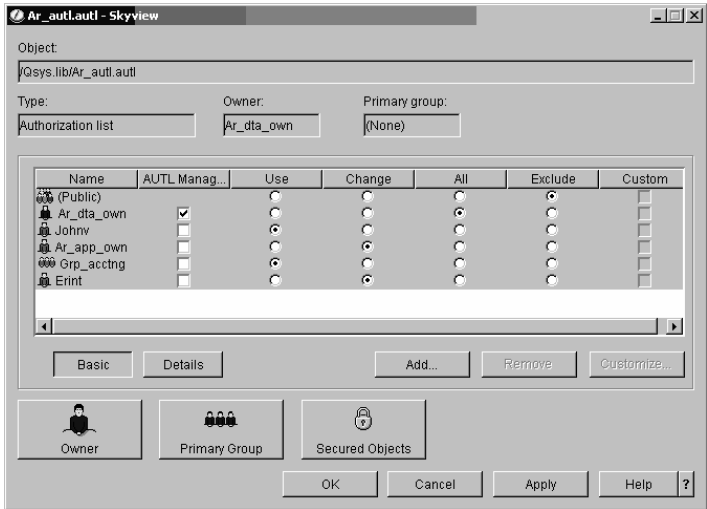 Ar_autl.autl - Skyview
Object:
/Qsys.lib/Ar_autl.autl
Type: Owner: Primary group:
Authorization list Ar_dta_own (None)
Name AUTL Manag... Use Change All Exclude Custom
(Public)
Ar_dta_own
Johnv
Ar_app_own
Grp_acctng
Erint
Basic Details Add... Remove Customize...
Owner Primary Group Secured Objects
OK Cancel Apply Help ?